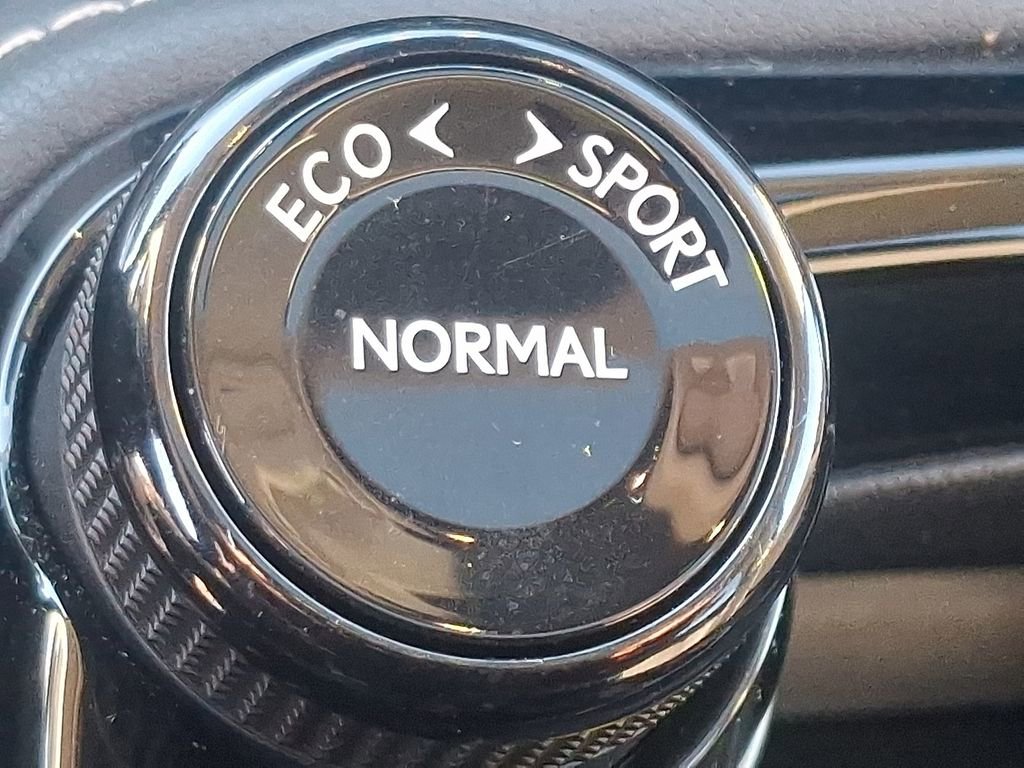 ECO < > SPORT
NORMAL